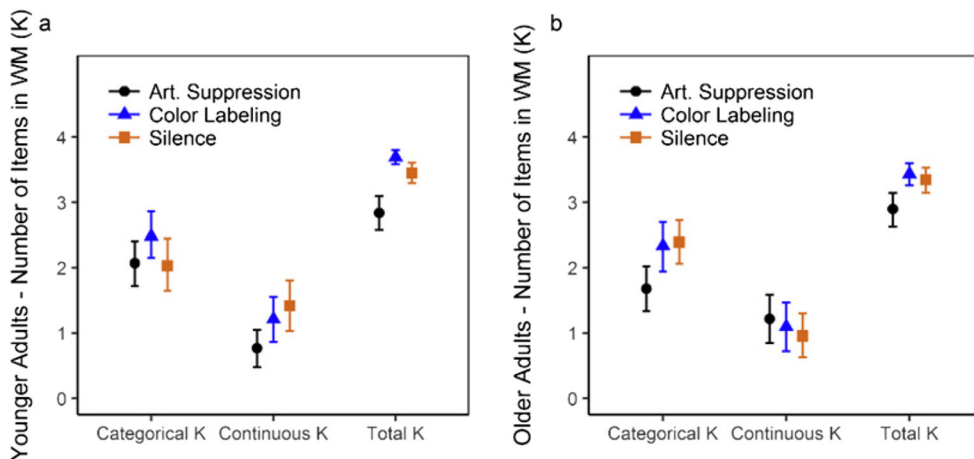 a
Younger Adults - Number of Items in WM (K)
Art. Suppression
Color Labeling
Silence
4
3
2
1
0
Categorical K
Continuous K
Total K
b
Older Adults - Number of Items in WM (K)
Art. Suppression
Color Labeling
Silence
4
3
2
1
0
Categorical K
Continuous K
Total K